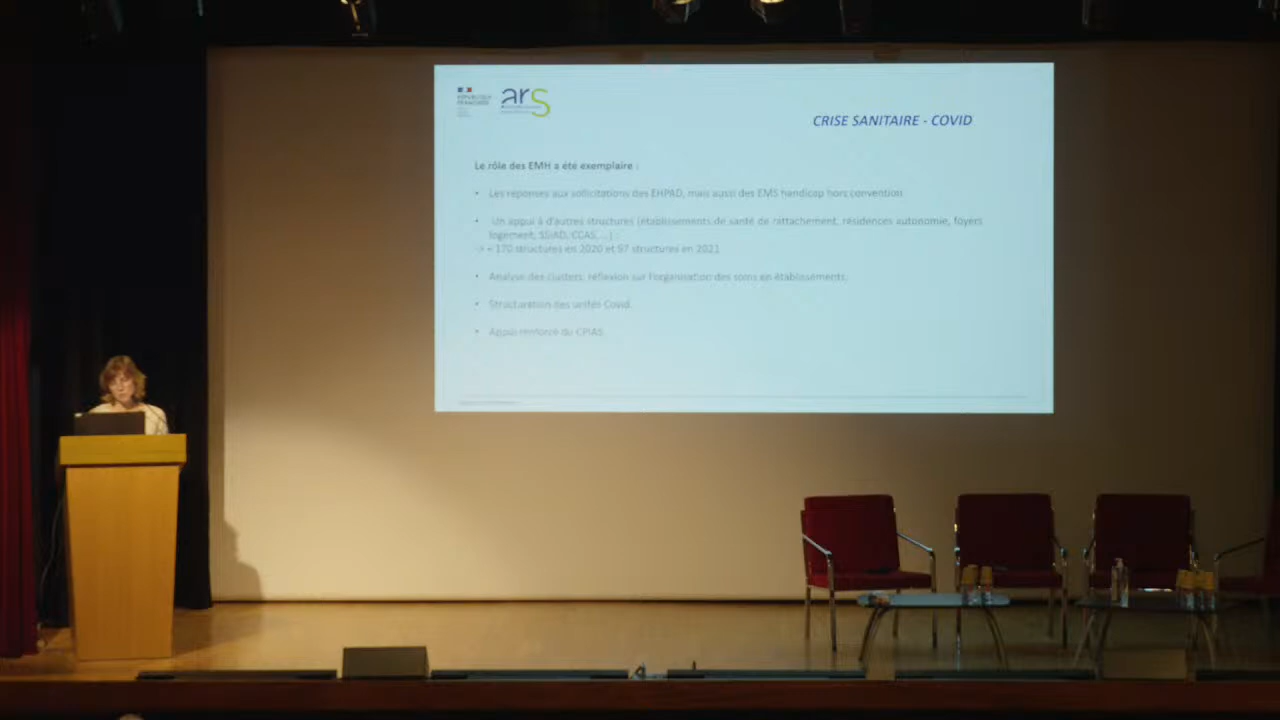 RÉPUBLIQUE
FRANÇAISE
ars
CRISE SANITAIRE - COVID
Le rôle des EMH a été exemplaire :
• Les réponses aux sollicitations des EHPAD, mais aussi des EMS handicap hors convention.
• Un appui à d'autres structures (établissements de santé de rattachement, résidences autonomie, foyers
logement, SSIAD, CCAS, ...) :
170 structures en 2020 et 97 structures en 2021
• Analyse des clusters, réflexion sur l'organisation des soins en établissements.
• Structuration des unités Covid.
• Appui renforcé du CPIAS